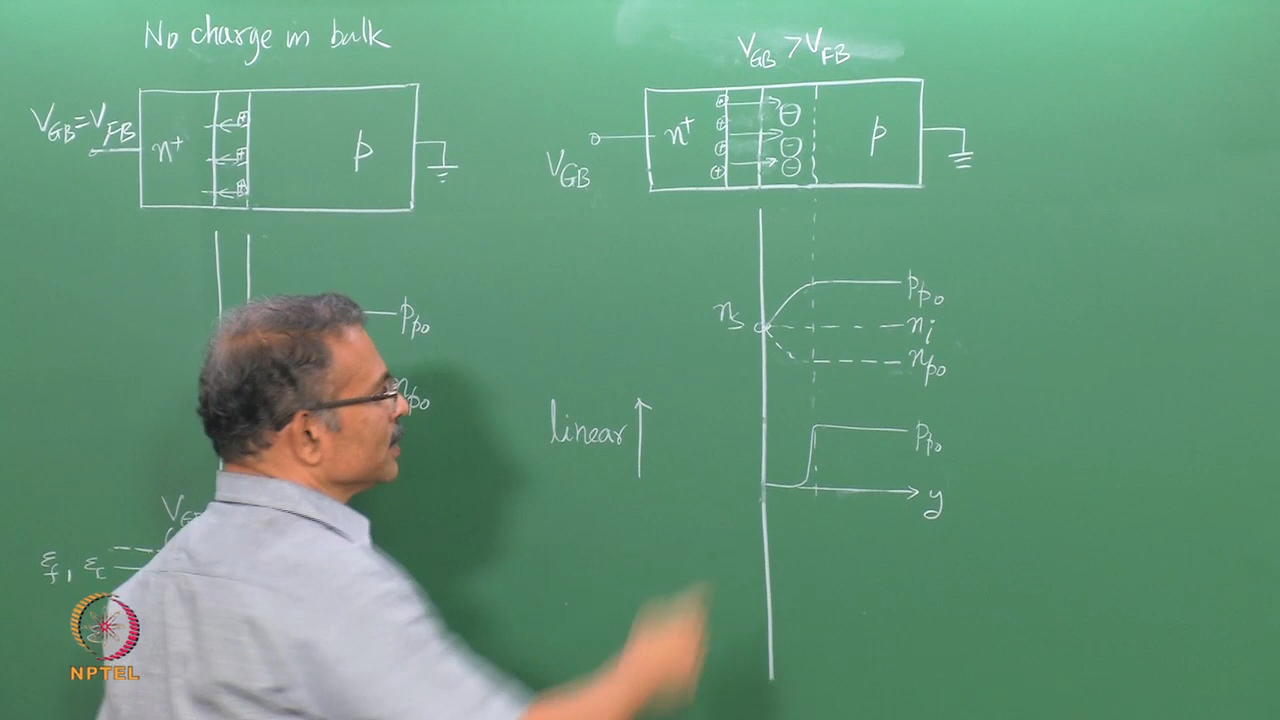 No charge in bulk
V_GB = V_FB
n+
p
p_po
n_po
ε_f, ε_c
V_GB > V_FB
V_GB
n+
p
n_s
p_po
n_i
n_po
linear
p_po
y
NPTEL